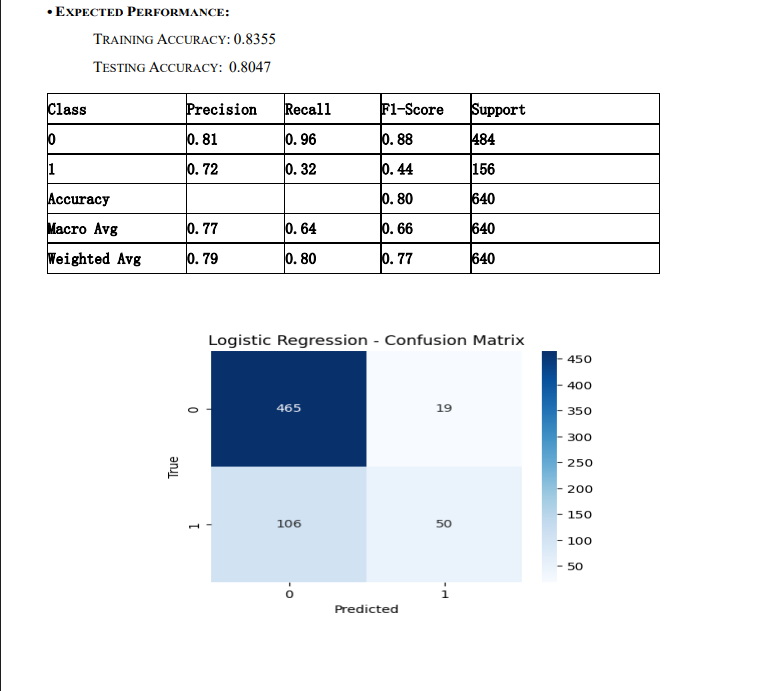 • EXPECTED PERFORMANCE:
TRAINING ACCURACY: 0.8355
TESTING ACCURACY: 0.8047
Class Precision Recall F1-Score Support
0 0.81 0.96 0.88 484
1 0.72 0.32 0.44 156
Accuracy 0.80 640
Macro Avg 0.77 0.64 0.66 640
Weighted Avg 0.79 0.80 0.77 640
Logistic Regression - Confusion Matrix
True
0
465 19
1
106 50
0 1
Predicted
450
400
350
300
250
200
150
100
50